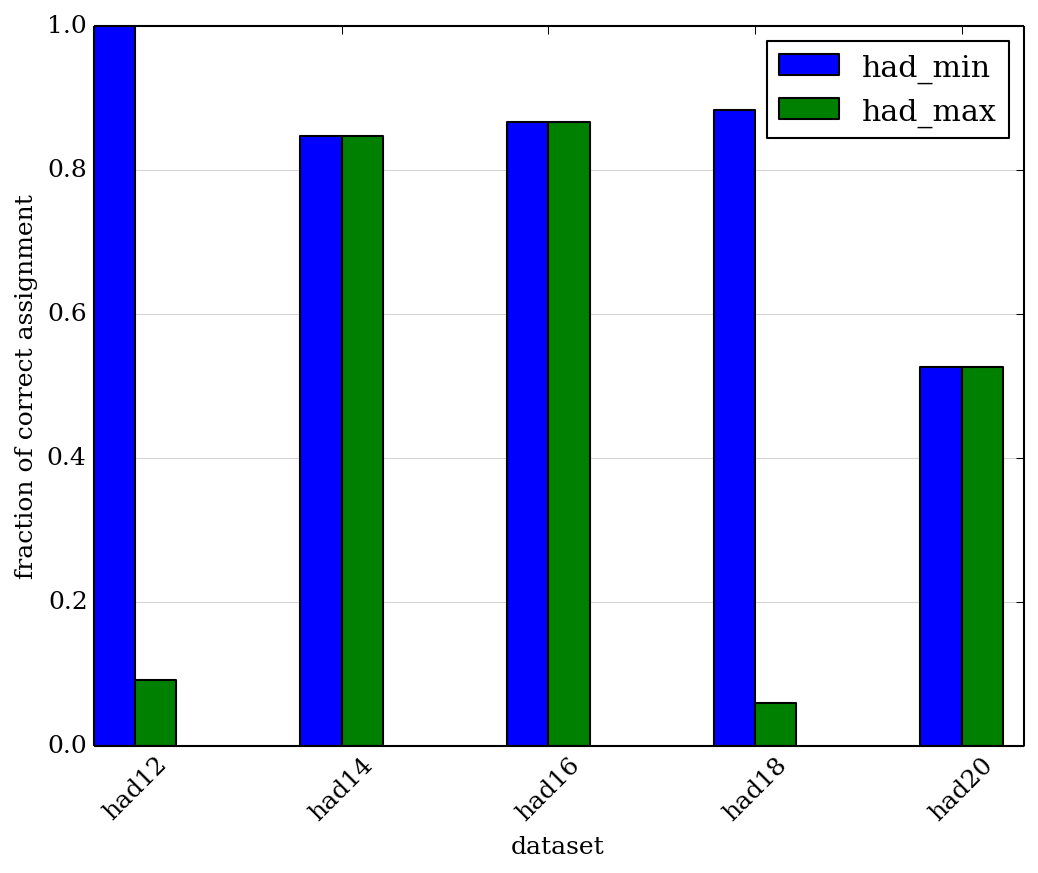 1.0
had_min
had_max
0.8
0.6
0.4
0.2
0.0
fraction of correct assignment
had12 had14 had16 had18 had20
dataset